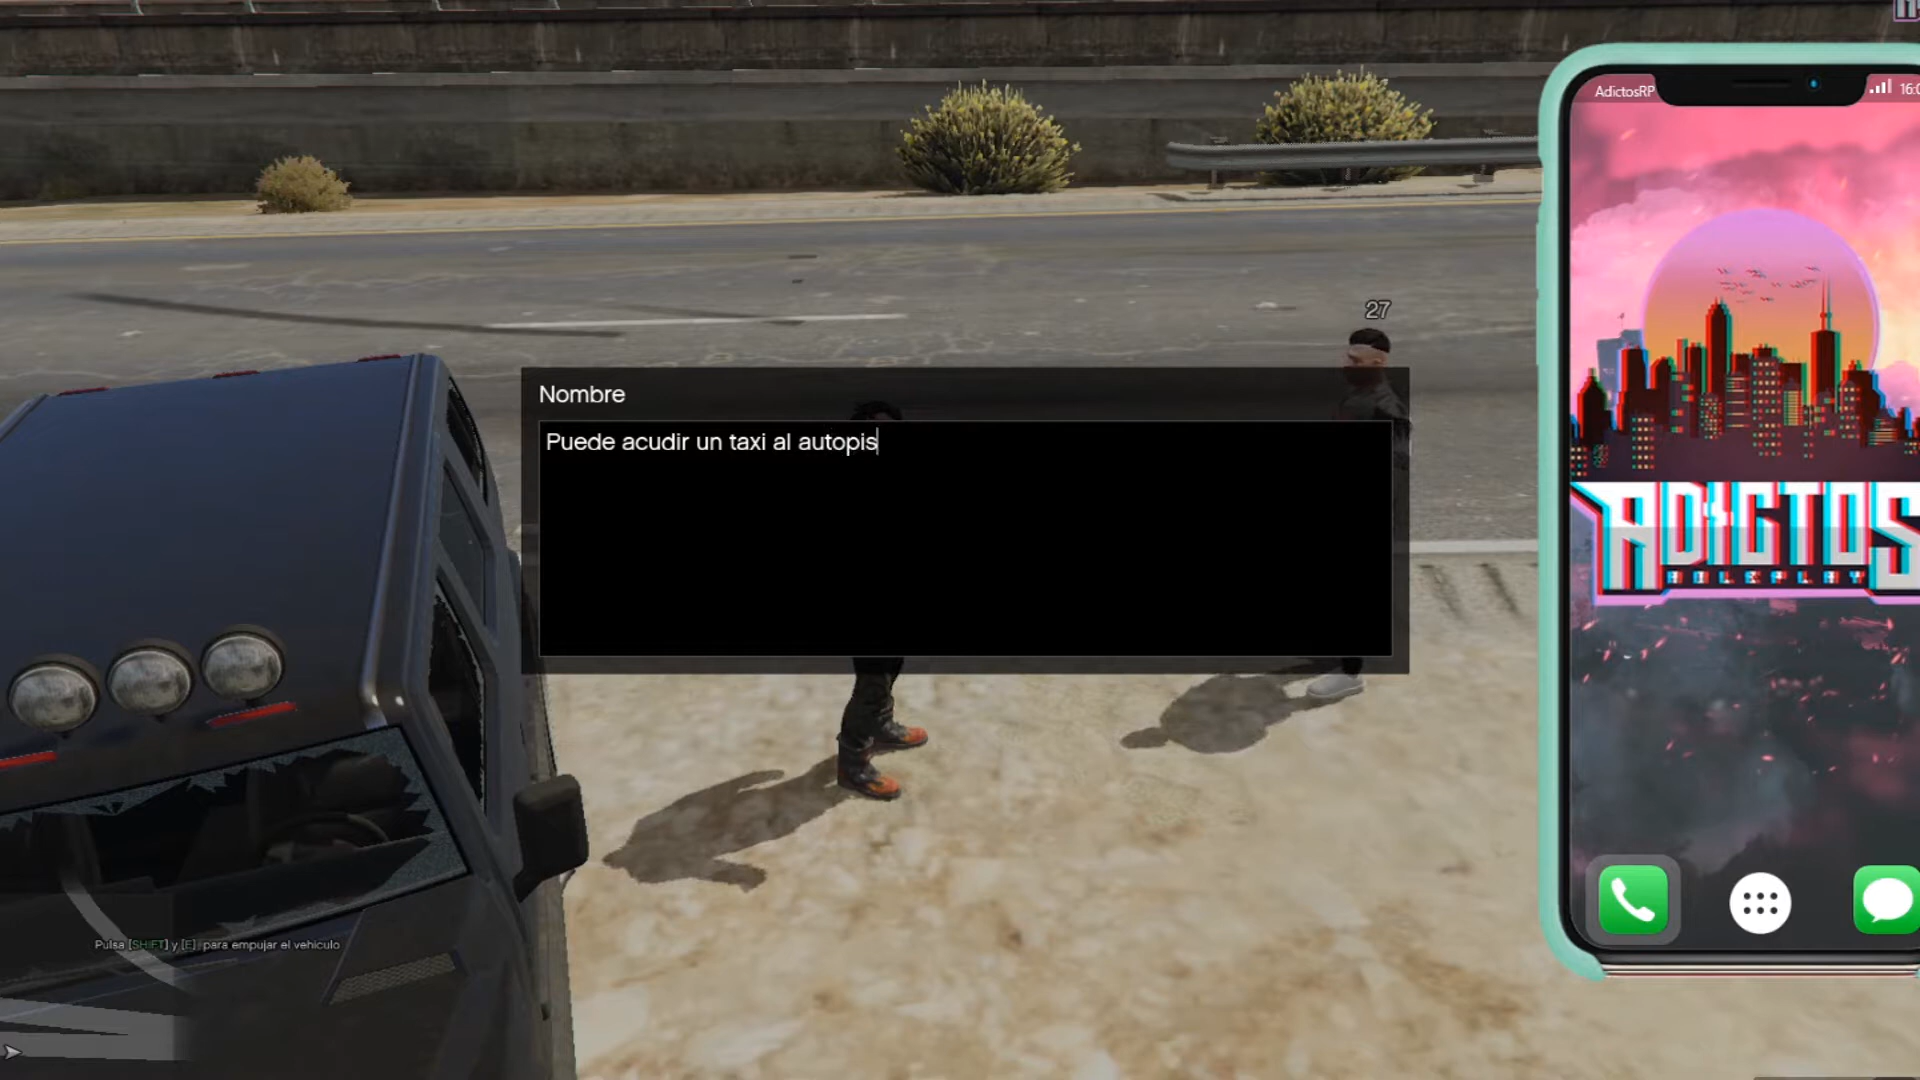 AdictosRP
27
Nombre
Puede acudir un taxi al autopis
ADICTOS
ROLEPLAY
Pulsa [SHIFT] y [E] para empujar el vehiculo